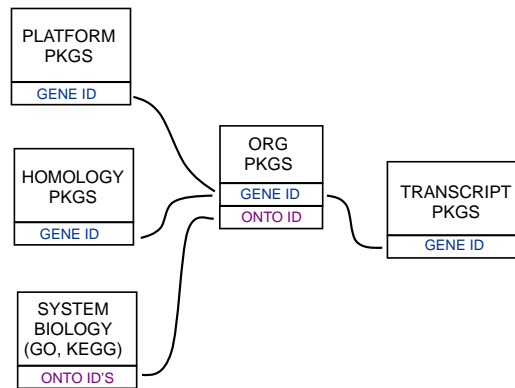 PLATFORM
PKGS
GENE ID
HOMOLOGY
PKGS
GENE ID
SYSTEM
BIOLOGY
(GO, KEGG)
ONTO ID'S
ORG
PKGS
GENE ID
ONTO ID
TRANSCRIPT
PKGS
GENE ID